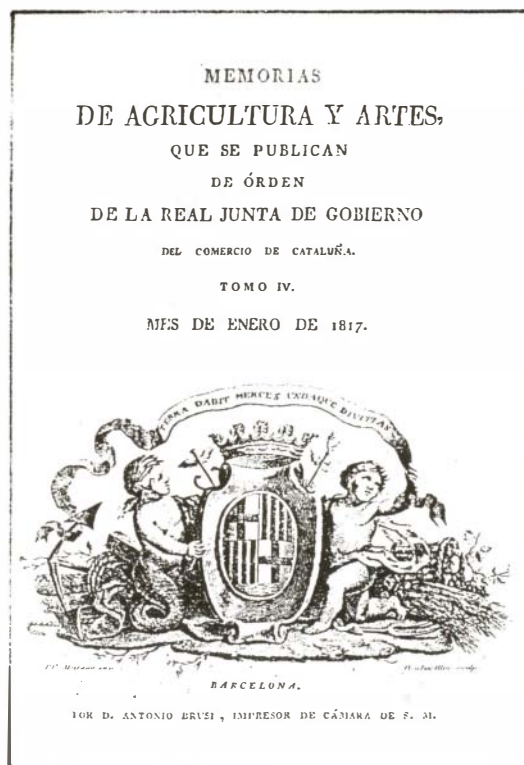 MEMORIAS
DE AGRICULTURA Y ARTES,
QUE SE PUBLICAN
DE ÓRDEN
DE LA REAL JUNTA DE GOBIERNO
DEL COMERCIO DE CATALUÑA.
TOMO IV.
MES DE ENERO DE 1817.
TERRA DABIT MERCES UNDAQUE DIVITIAS
BARCELONA.
POR D. ANTONIO BRUSI, IMPRESOR DE CÁMARA DE S. M.